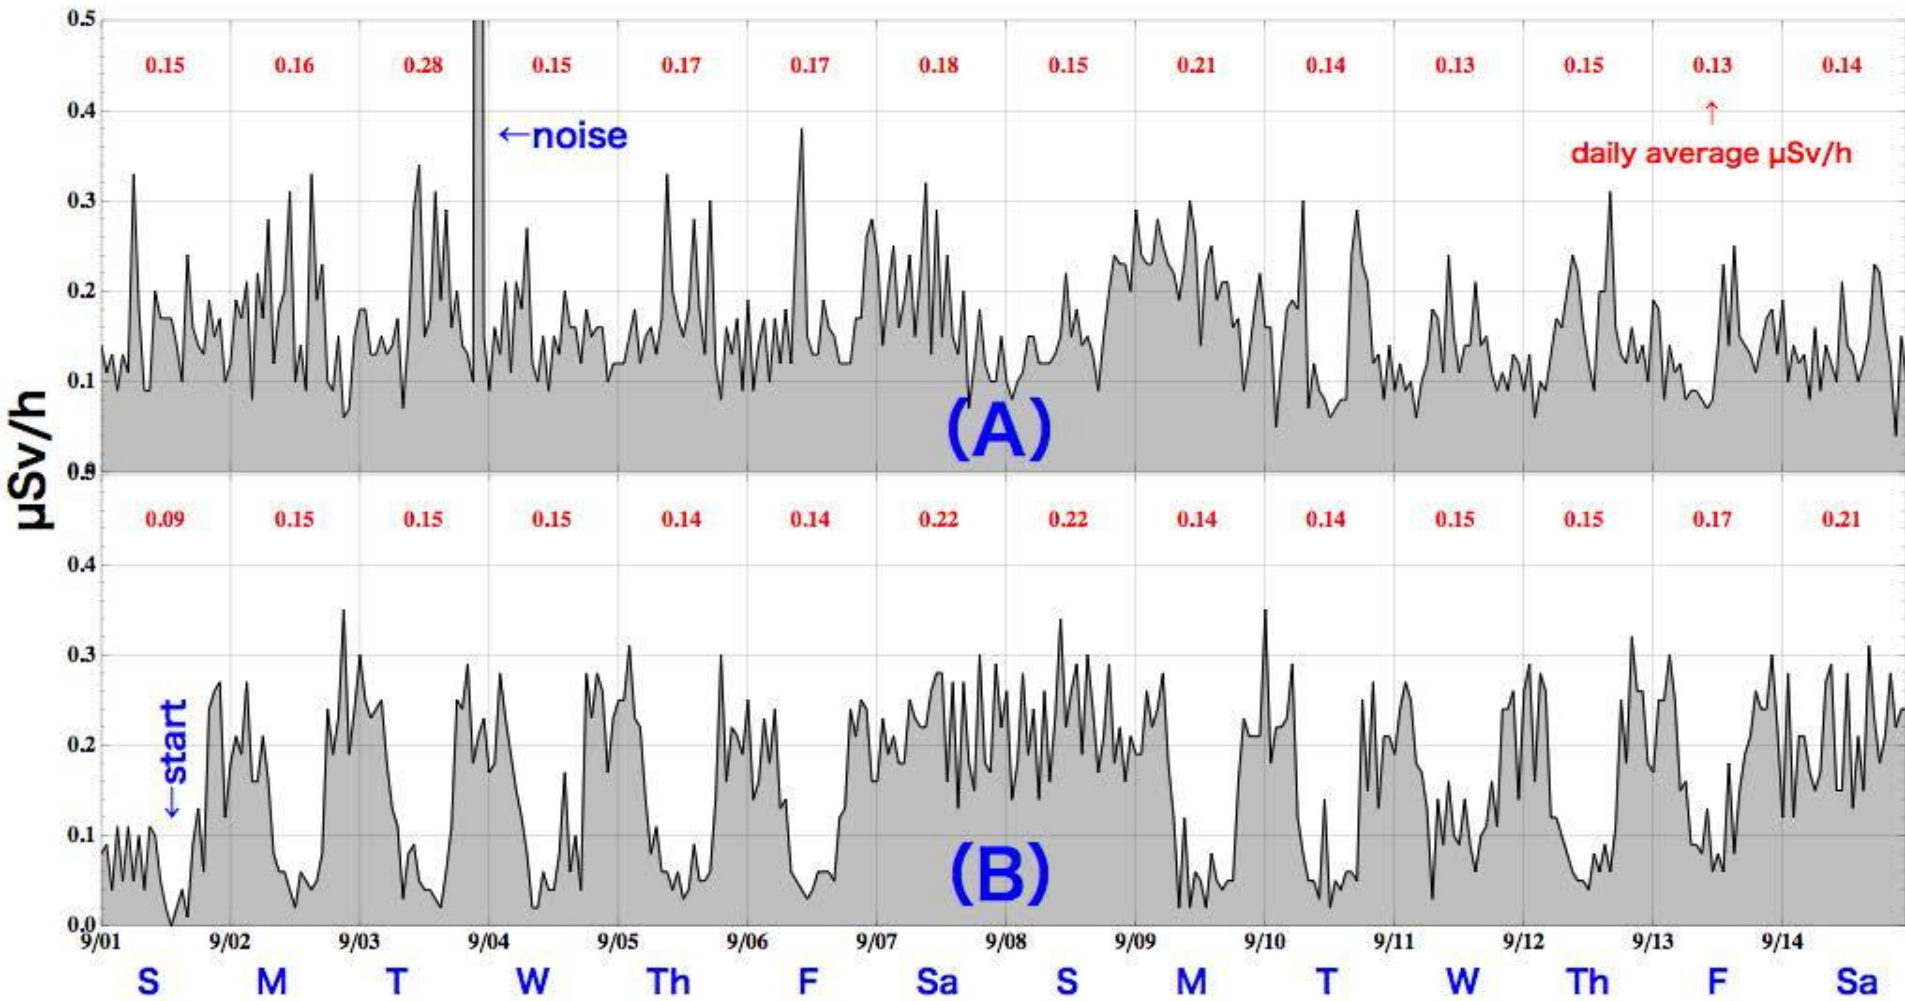 0.5
0.15 0.16 0.28 0.15 0.17 0.17 0.18 0.15 0.21 0.14 0.13 0.15 0.13 0.14
0.4
←noise
↑
daily average µSv/h
0.3
0.2
0.1
(A)
µSv/h
0.09 0.15 0.15 0.15 0.14 0.14 0.22 0.22 0.14 0.14 0.15 0.15 0.17 0.21
0.4
0.3
←start
0.2
0.1
(B)
0.0
9/01 9/02 9/03 9/04 9/05 9/06 9/07 9/08 9/09 9/10 9/11 9/12 9/13 9/14
S M T W Th F Sa S M T W Th F Sa